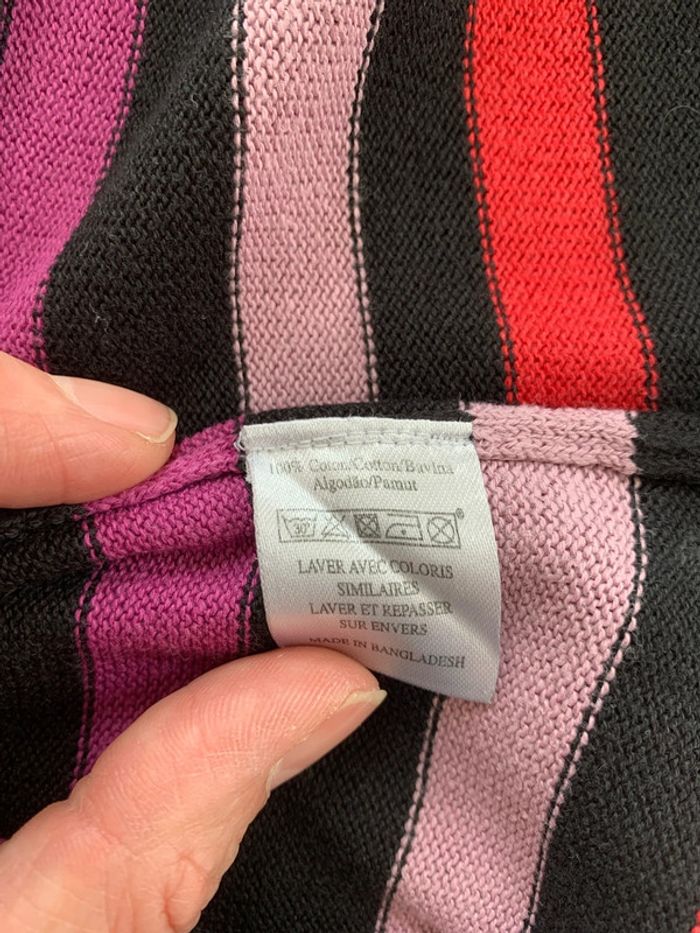 100% Coton/Cotton/Bavlna
Algodão/Pamut
30°
®
LAVER AVEC COLORIS
SIMILAIRES
LAVER ET REPASSER
SUR ENVERS
MADE IN BANGLADESH